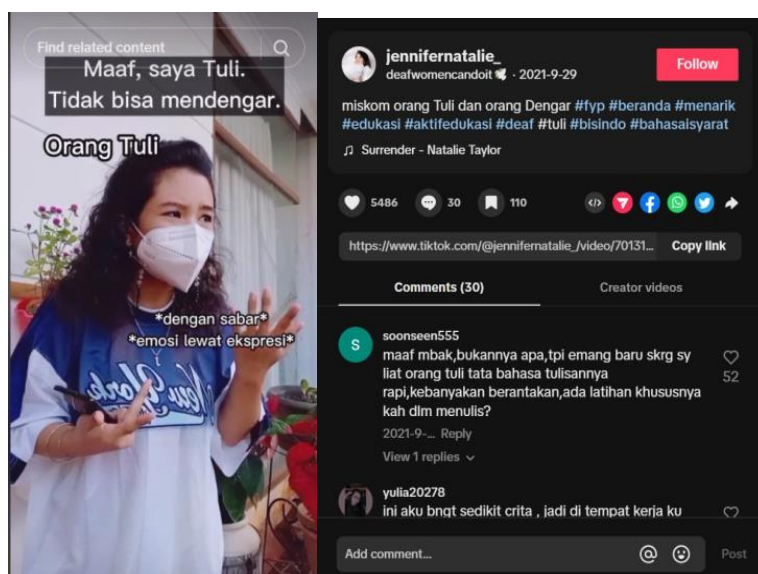 Find related content
Maaf, saya Tuli.
Tidak bisa mendengar.
Orang Tuli
*dengan sabar*
*emosi lewat ekspresi*
New York
jennifernatalie_
deafwomencandoit · 2021-9-29
Follow
miskom orang Tuli dan orang Dengar #fyp #beranda #menarik
#edukasi #aktifedukasi #deaf #tuli #bisindo #bahasaisyarat
Surrender - Natalie Taylor
5486
30
110
https://www.tiktok.com/@jennifernatalie_/video/70131...
Copy link
Comments (30)
Creator videos
S
soonseen555
maaf mbak,bukannya apa,tpi emang baru skrg sy
liat orang tuli tata bahasa tulisannya
rapi,kebanyakan berantakan,ada latihan khususnya
kah dlm menulis?
52
2021-9-... Reply
View 1 replies
yulia20278
ini aku bngt sedikit crita , jadi di tempat kerja ku
Add comment...
Post